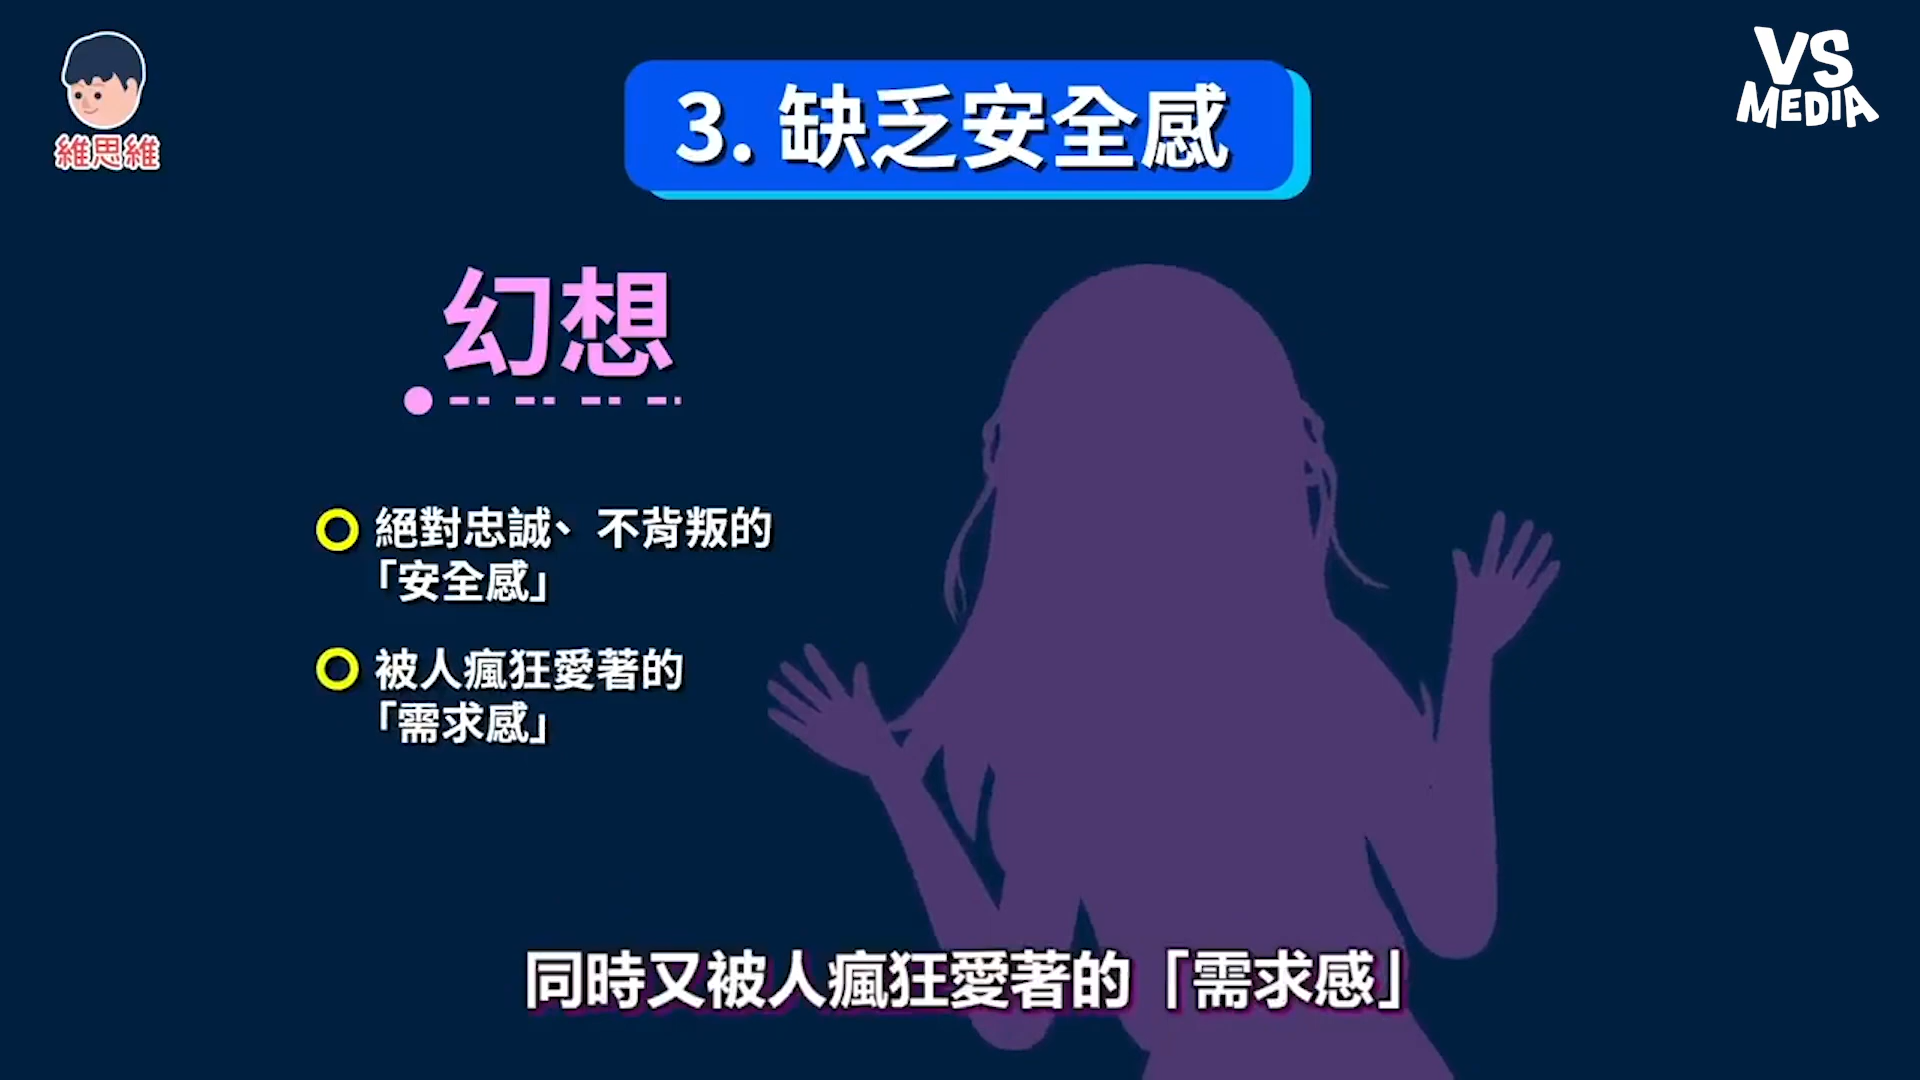 維思維
VS
MEDIA
3. 缺乏安全感
幻想
絕對忠誠、不背叛的
「安全感」
被人瘋狂愛著的
「需求感」
同時又被人瘋狂愛著的「需求感」